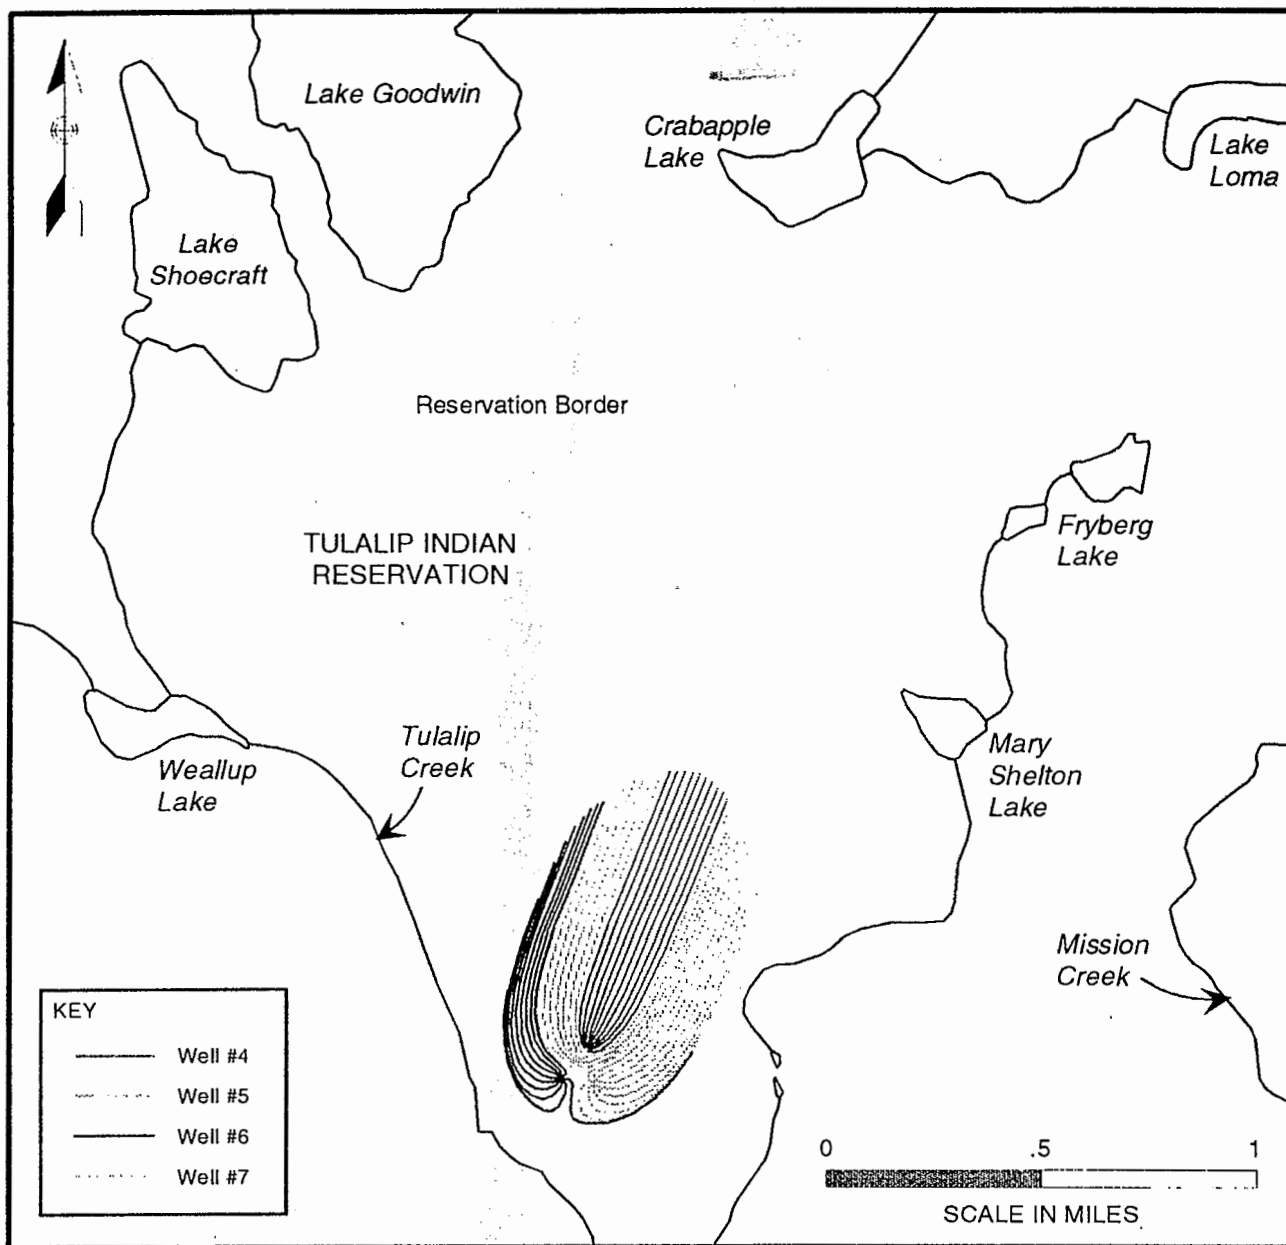 Lake Goodwin
Crabapple
Lake
Lake
Loma
Lake
Shoecraft
Reservation Border
TULALIP INDIAN
RESERVATION
Fryberg
Lake
Tulalip
Creek
Weallup
Lake
Mary
Shelton
Lake
Mission
Creek
KEY
Well #4
Well #5
Well #6
Well #7
0 .5 1
SCALE IN MILES